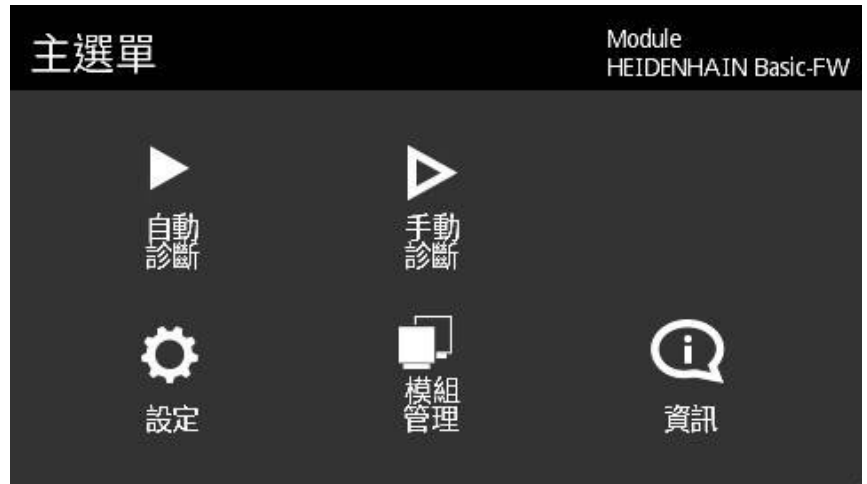 主選單
Module
HEIDENHAIN Basic-FW
自動
診斷
手動
診斷
設定
模組
管理
資訊